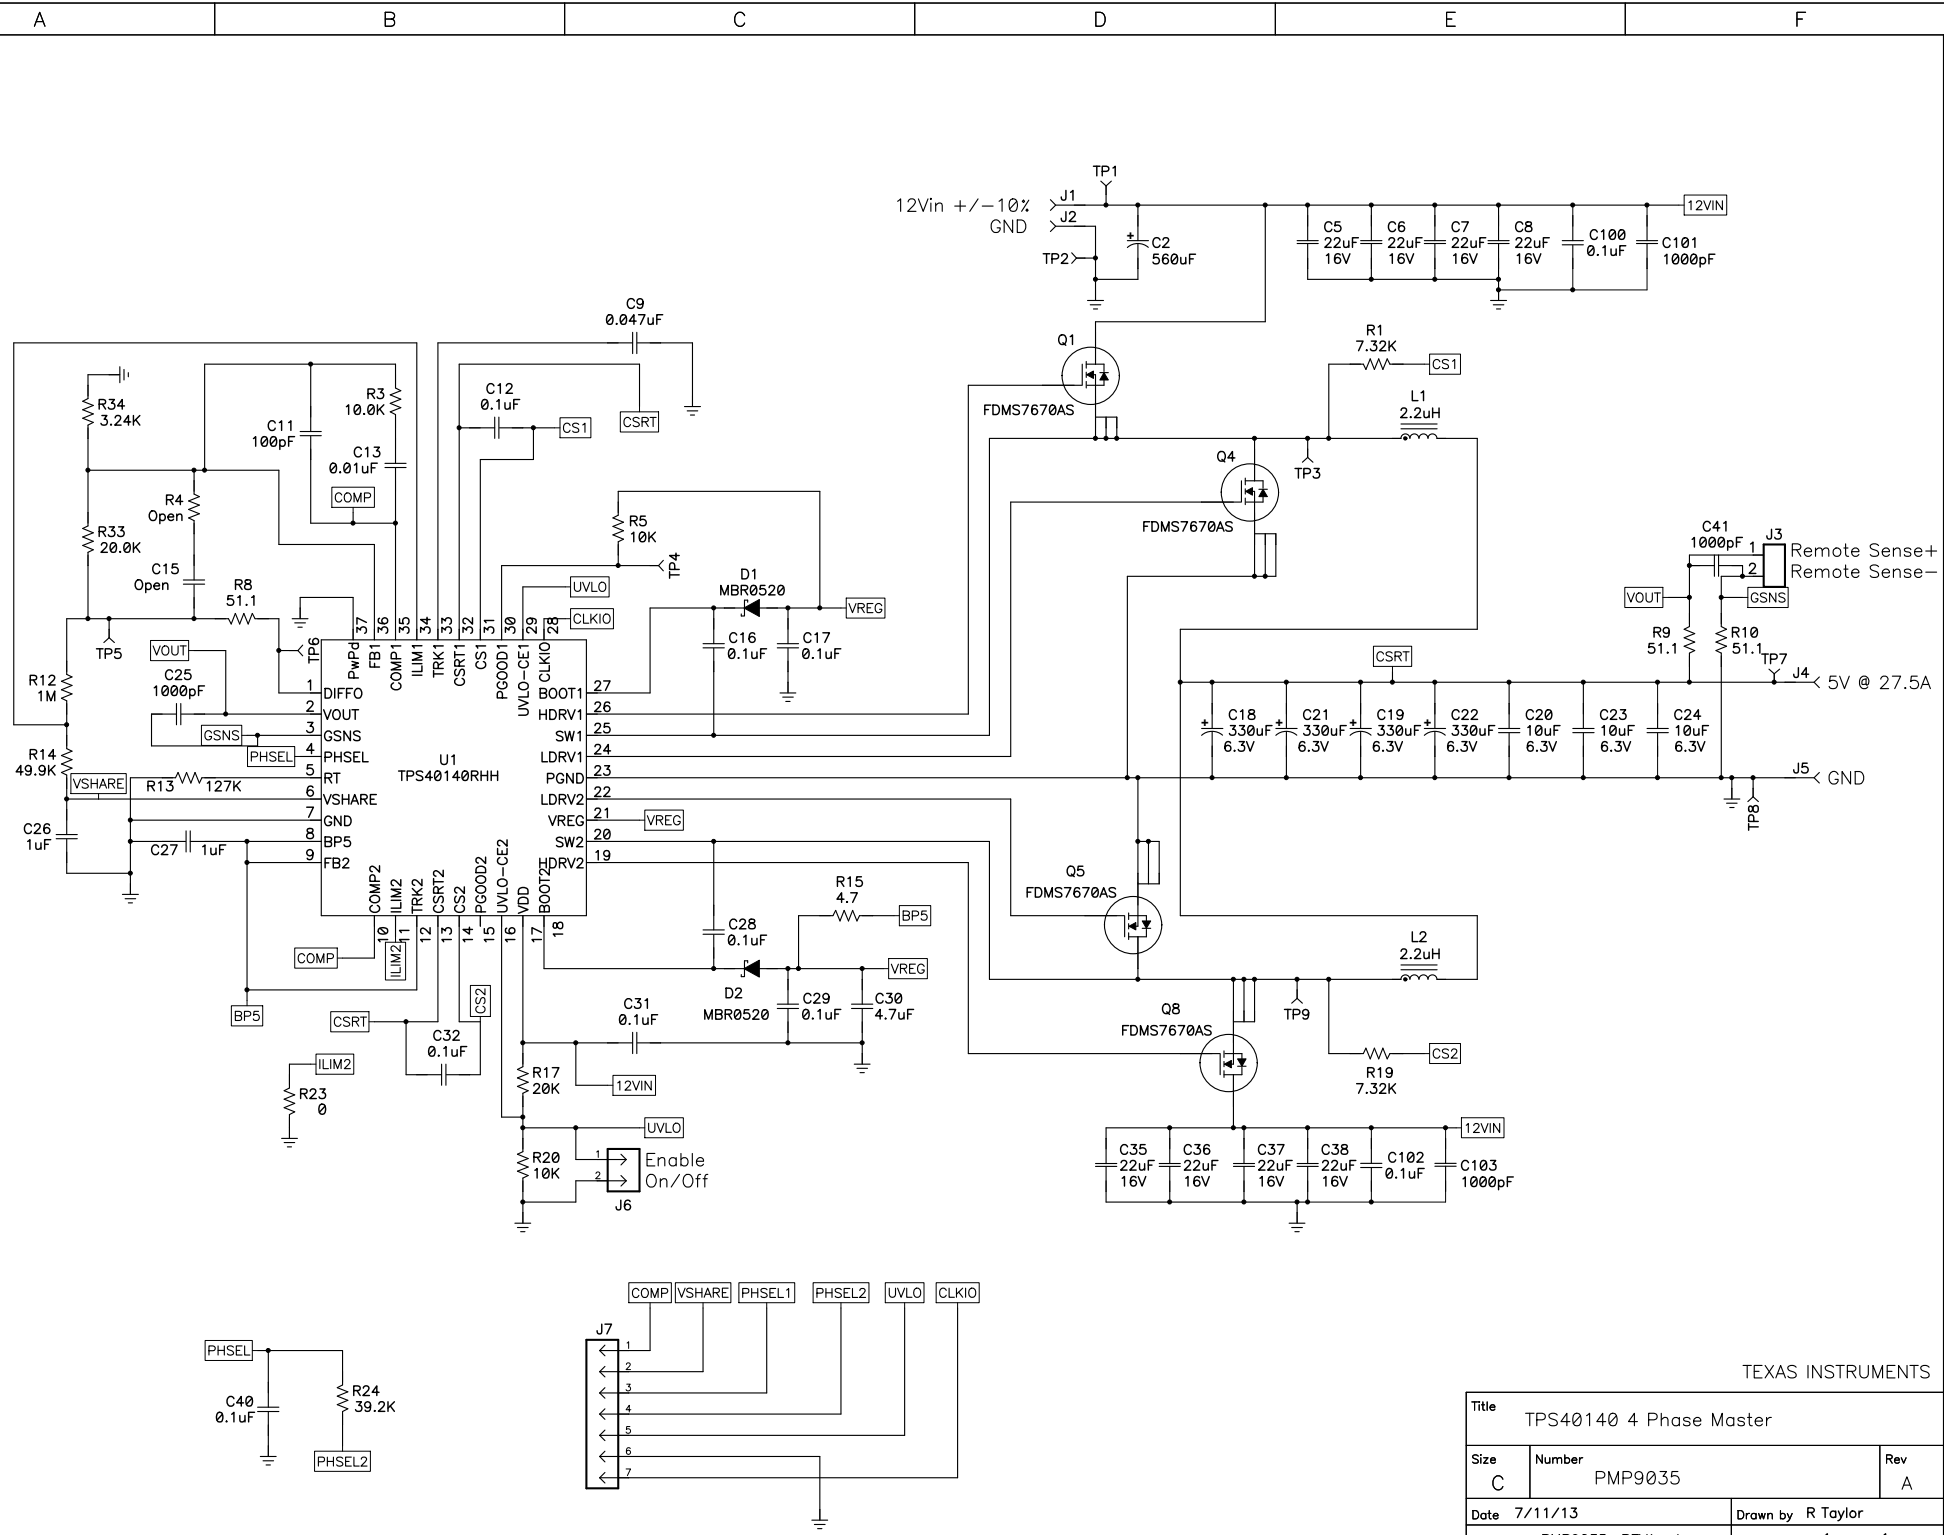 A B C D E F
TP1
12Vin +/-10% J1
GND J2
TP2
C2
560uF
C5
22uF
16V
C6
22uF
16V
C7
22uF
16V
C8
22uF
16V
C100
0.1uF
C101
1000pF
12VIN
C9
0.047uF
Q1
FDMS7670AS
R1
7.32K
CS1
L1
2.2uH
TP3
Q4
FDMS7670AS
R34
3.24K
C11
100pF
R3
10.0K
C13
0.01uF
COMP
C12
0.1uF
CS1
CSRT
R4
Open
R33
20.0K
C15
Open
R5
10K
TP4
UVLO
CLKIO
D1
MBR0520
VREG
C16
0.1uF
C17
0.1uF
C41
1000pF
J3
1 Remote Sense+
2 Remote Sense-
VOUT
GSNS
R9
51.1
R10
51.1
TP7
J4 5V @ 27.5A
CSRT
C18
330uF
6.3V
C21
330uF
6.3V
C19
330uF
6.3V
C22
330uF
6.3V
C20
10uF
6.3V
C23
10uF
6.3V
C24
10uF
6.3V
J5 GND
TP8
R8
51.1
TP5
TP6
VOUT
C25
1000pF
R12
1M
GSNS
PHSEL
R14
49.9K
VSHARE
R13 127K
C26
1uF
C27 1uF
37 36 35 34 33 32 31 30 29 28
PwPd FB1 COMP1 ILIM1 TRK1 CSRT1 CS1 PGOOD1 UVLO-CE1 CLKIO
1 DIFFO
2 VOUT
3 GSNS
4 PHSEL
5 RT
6 VSHARE
7 GND
8 BP5
9 FB2
U1
TPS40140RHH
BOOT1 27
HDRV1 26
SW1 25
LDRV1 24
PGND 23
LDRV2 22
VREG 21
SW2 20
HDRV2 19
VREG
COMP2 ILIM2 TRK2 CSRT2 CS2 PGOOD2 UVLO-CE2 VDD BOOT2
10 11 12 13 14 15 16 17 18
COMP
ILIM2
BP5
CSRT
CS2
C32
0.1uF
ILIM2
R23
0
C28
0.1uF
R15
4.7
BP5
VREG
D2
MBR0520
C29
0.1uF
C30
4.7uF
C31
0.1uF
R17
20K
12VIN
UVLO
R20
10K
1 Enable
2 On/Off
J6
Q5
FDMS7670AS
L2
2.2uH
TP9
Q8
FDMS7670AS
CS2
R19
7.32K
12VIN
C35
22uF
16V
C36
22uF
16V
C37
22uF
16V
C38
22uF
16V
C102
0.1uF
C103
1000pF
COMP VSHARE PHSEL1 PHSEL2 UVLO CLKIO
J7
1
2
3
4
5
6
7
PHSEL
C40
0.1uF
R24
39.2K
PHSEL2
TEXAS INSTRUMENTS
Title
TPS40140 4 Phase Master
Size
C
Number
PMP9035
Rev
A
Date 7/11/13
Drawn by R Taylor